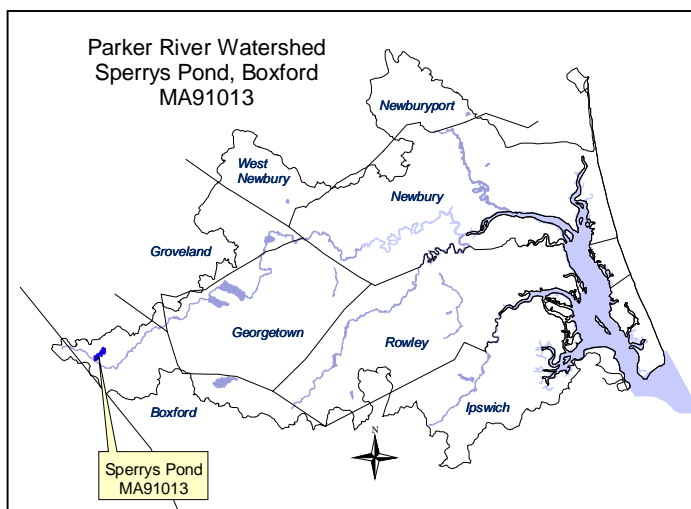 Parker River Watershed
Sperrys Pond, Boxford
MA91013
Newburyport
West
Newbury
Newbury
Groveland
Georgetown
Rowley
Boxford
Ipswich
N
Sperrys Pond
MA91013